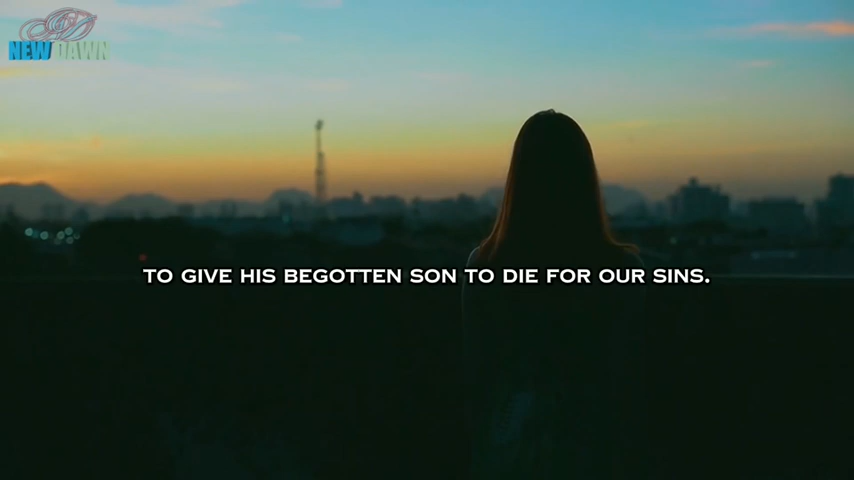 NEW DAWN
TO GIVE HIS BEGOTTEN SON TO DIE FOR OUR SINS.